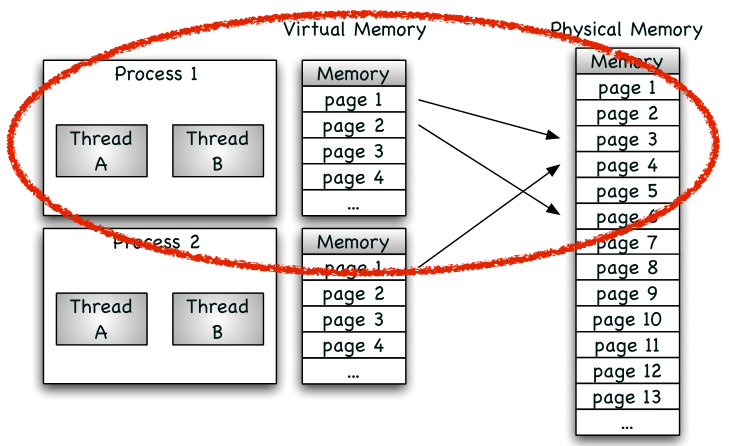 Virtual Memory
Physical Memory
Process 1
Thread
A
Thread
B
Memory
page 1
page 2
page 3
page 4
...
Process 2
Thread
A
Thread
B
Memory
page 1
page 2
page 3
page 4
...
Memory
page 1
page 2
page 3
page 4
page 5
page 6
page 7
page 8
page 9
page 10
page 11
page 12
page 13
...